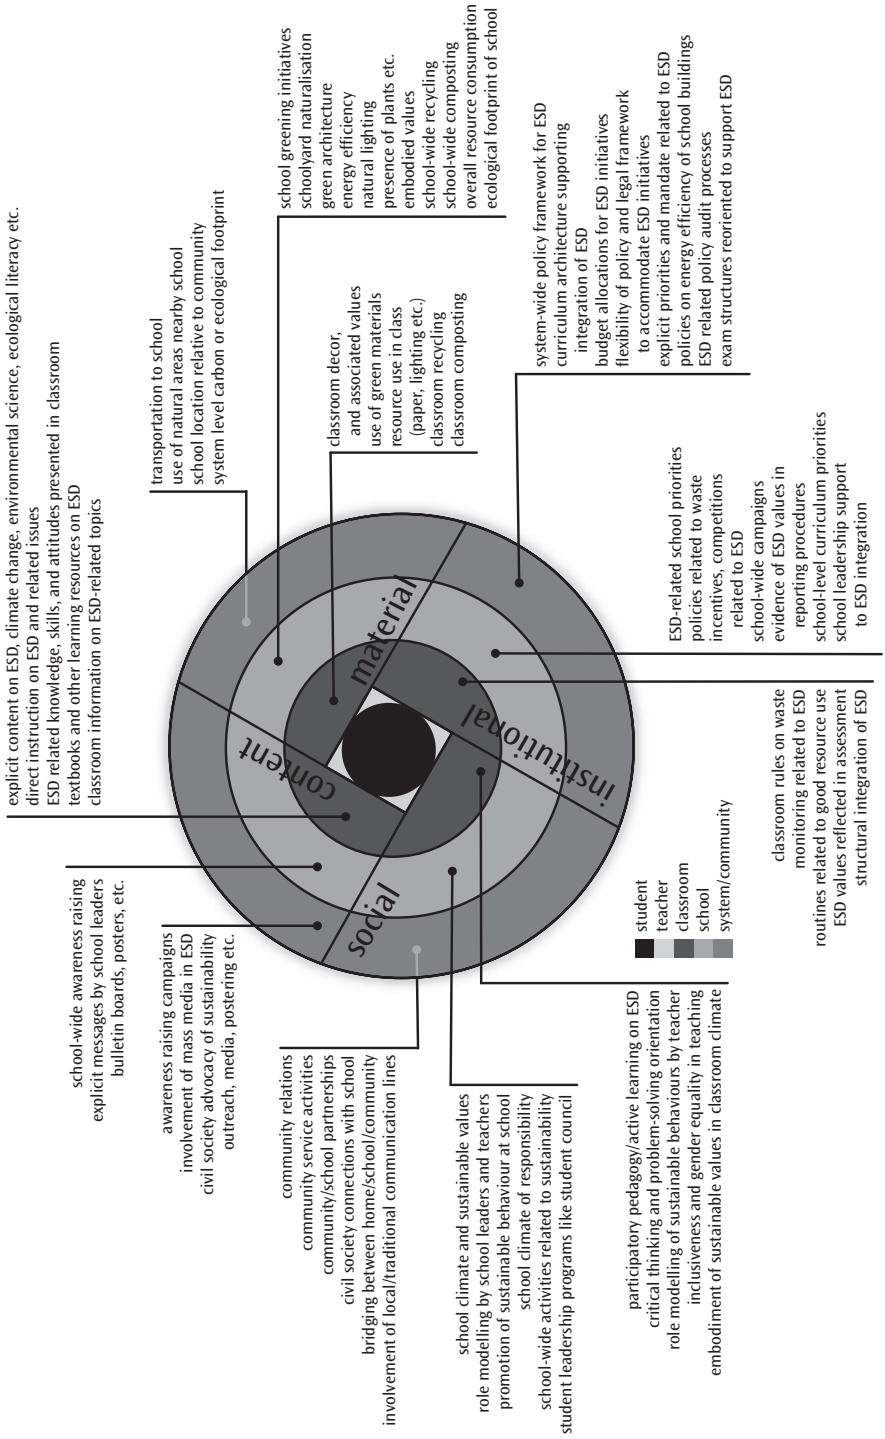 explicit content on ESD, climate change, environmental science, ecological literacy etc.
direct instruction on ESD and related issues
ESD related knowledge, skills, and attitudes presented in classroom
textbooks and other learning resources on ESD
classroom information on ESD-related topics
school-wide awareness raising
explicit messages by school leaders
bulletin boards, posters, etc.
awareness raising campaigns
involvement of mass media in ESD
civil society advocacy of sustainability
outreach, media, postering etc.
community relations
community service activities
community/school partnerships
civil society connections with school
bridging between home/school/community
involvement of local/traditional communication lines
school climate and sustainable values
role modelling by school leaders and teachers
promotion of sustainable behaviour at school
school climate of responsibility
school-wide activities related to sustainability
student leadership programs like student council
participatory pedagogy/active learning on ESD
critical thinking and problem-solving orientation
role modelling of sustainable behaviours by teacher
inclusiveness and gender equality in teaching
embodiment of sustainable values in classroom climate
transportation to school
use of natural areas nearby school
school location relative to community
system level carbon or ecological footprint
school greening initiatives
schoolyard naturalisation
green architecture
energy efficiency
natural lighting
presence of plants etc.
embodied values
school-wide recycling
school-wide composting
overall resource consumption
ecological footprint of school
classroom decor,
and associated values
use of green materials
resource use in class
(paper, lighting etc.)
classroom recycling
classroom composting
system-wide policy framework for ESD
curriculum architecture supporting
integration of ESD
budget allocations for ESD initiatives
flexibility of policy and legal framework
to accommodate ESD initiatives
explicit priorities and mandate related to ESD
policies on energy efficiency of school buildings
ESD related policy audit processes
exam structures reoriented to support ESD
ESD-related school priorities
policies related to waste
incentives, competitions
related to ESD
school-wide campaigns
evidence of ESD values in
reporting procedures
school-level curriculum priorities
school leadership support
to ESD integration
classroom rules on waste
monitoring related to ESD
routines related to good resource use
ESD values reflected in assessment
structural integration of ESD
content
material
social
institutional
student
teacher
classroom
school
system/community